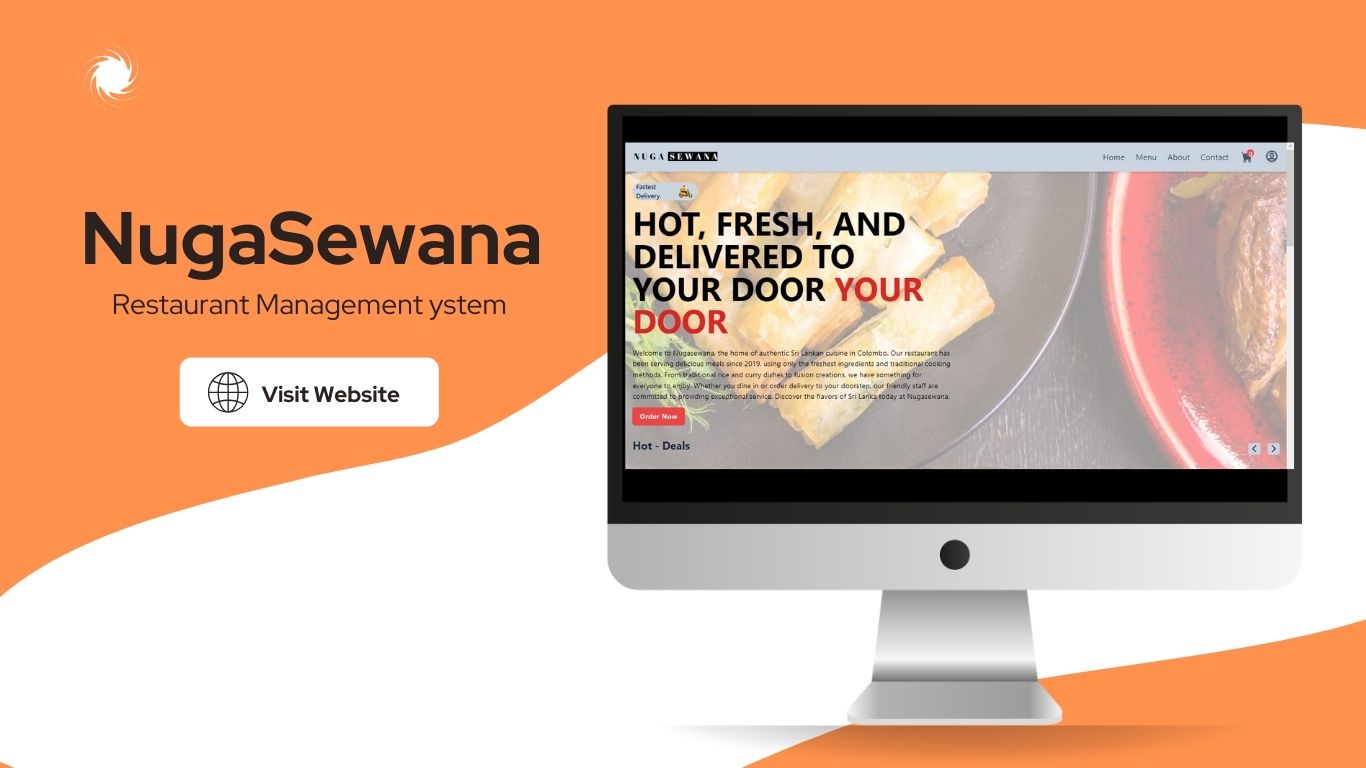 NugaSewana
Restaurant Management ystem
Visit Website
NUGA SEWANA
Home Menu About Contact 0
Fastest
Delivery
HOT, FRESH, AND
DELIVERED TO
YOUR DOOR YOUR
DOOR
Welcome to Nugasewana, the home of authentic Sri Lankan cuisine in Colombo. Our restaurant has
been serving delicious meals since 2019, using only the freshest ingredients and traditional cooking
methods. From traditional rice and curry dishes to fusion creations, we have something for
everyone to enjoy. Whether you dine in or order delivery to your doorstep, our friendly staff are
committed to providing exceptional service. Discover the flavors of Sri Lanka today at Nugasewana.
Order Now
Hot - Deals